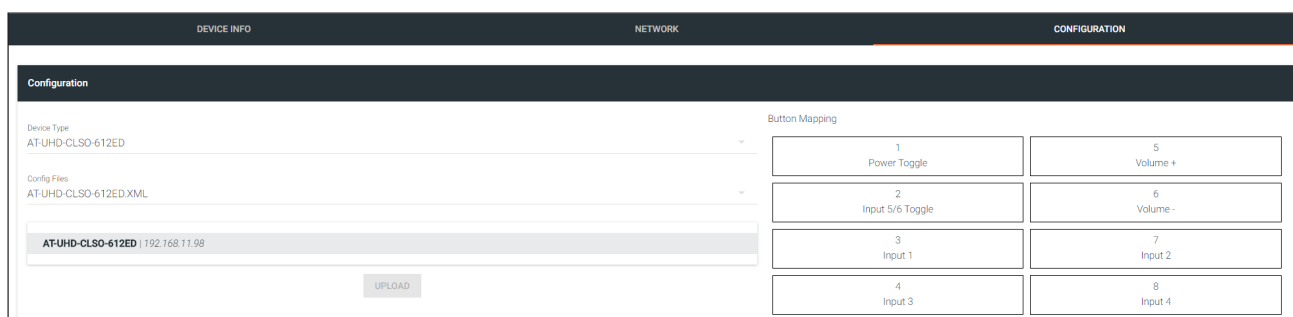 DEVICE INFO
NETWORK
CONFIGURATION
Configuration
Device Type
AT-UHD-CLSO-612ED
Config Files
AT-UHD-CLSO-612ED.XML
AT-UHD-CLSO-612ED | 192.168.11.98
UPLOAD
Button Mapping
1
Power Toggle
5
Volume +
2
Input 5/6 Toggle
6
Volume -
3
Input 1
7
Input 2
4
Input 3
8
Input 4